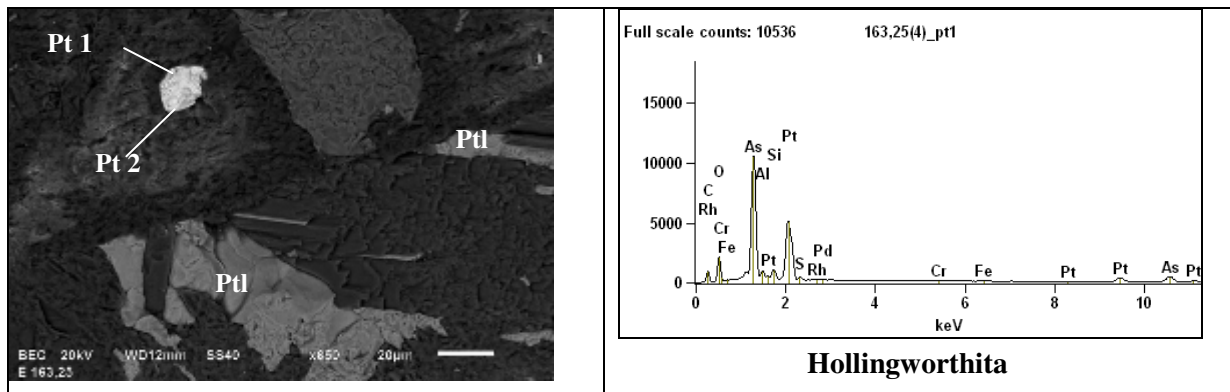 Pt 1
Pt 2
Ptl
Ptl
BEC 20kV WD12mm SS40 x650 20µm
E 163,25
Full scale counts: 10536 163,25(4)_pt1
15000
10000
5000
0
As
Al
Si
Pt
O
C
Rh
Cr
Fe
Pt
S
Pd
Rh
Cr
Fe
Pt
Pt
As
Pt
0 2 4 6 8 10
keV
Hollingworthita